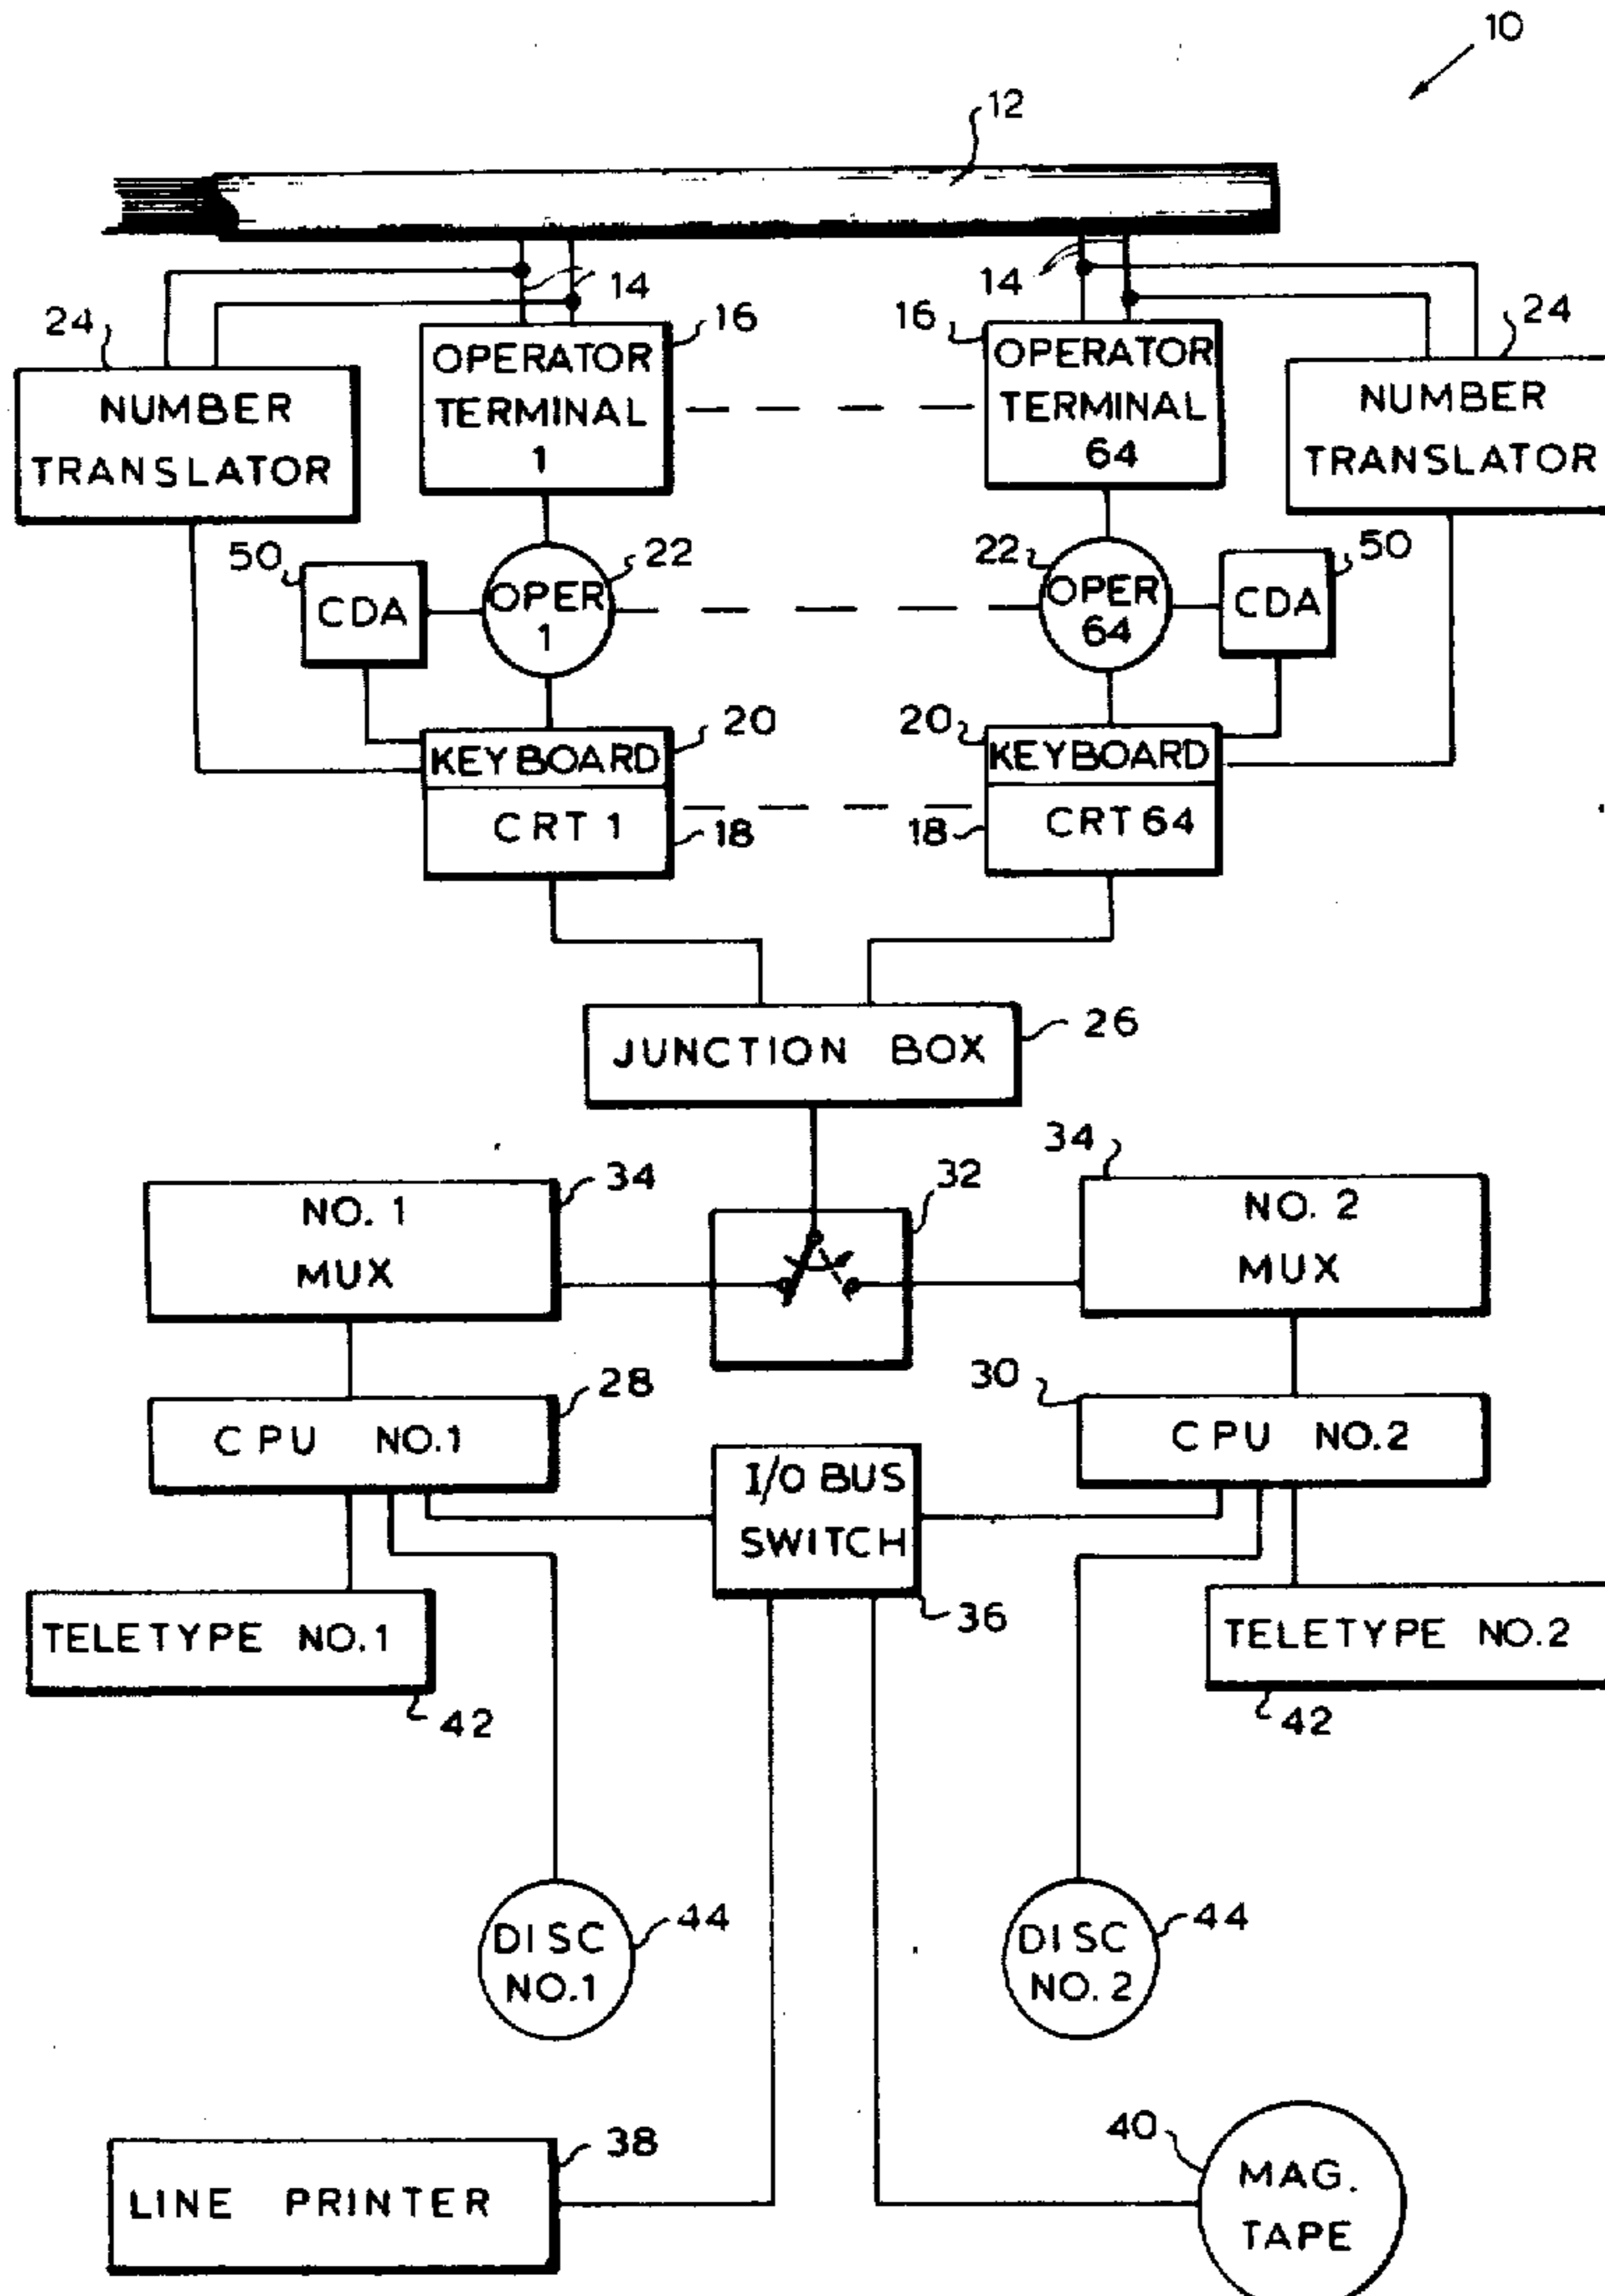 10
12
14
14
24
16
16
24
NUMBER
TRANSLATOR
OPERATOR
TERMINAL
1
OPERATOR
TERMINAL
64
NUMBER
TRANSLATOR
50
CDA
22
OPER
1
22
OPER
64
50
CDA
20
KEYBOARD
CRT 1
18
20
KEYBOARD
CRT 64
18
JUNCTION BOX
26
NO. 1
MUX
34
32
34
NO. 2
MUX
28
CPU NO.1
30
CPU NO.2
I/O BUS
SWITCH
36
TELETYPE NO.1
42
TELETYPE NO.2
42
DISC
NO.1
44
DISC
NO. 2
44
38
LINE PRINTER
40
MAG.
TAPE